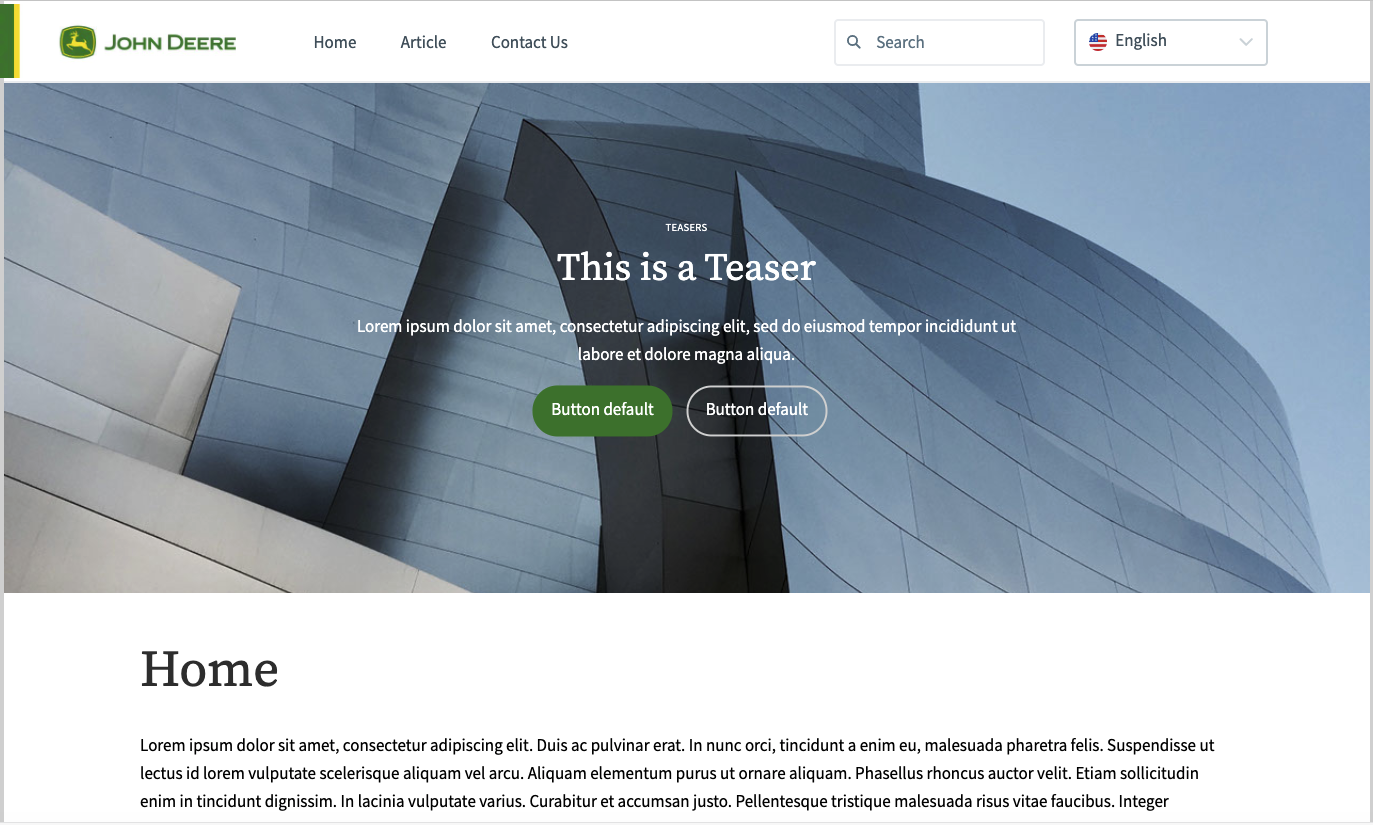 JOHN DEERE
Home
Article
Contact Us
Search
English
TEASERS
This is a Teaser
Lorem ipsum dolor sit amet, consectetur adipiscing elit, sed do eiusmod tempor incididunt ut
labore et dolore magna aliqua.
Button default
Button default
Home
Lorem ipsum dolor sit amet, consectetur adipiscing elit. Duis ac pulvinar erat. In nunc orci, tincidunt a enim eu, malesuada pharetra felis. Suspendisse ut
lectus id lorem vulputate scelerisque aliquam vel arcu. Aliquam elementum purus ut ornare aliquam. Phasellus rhoncus auctor velit. Etiam sollicitudin
enim in tincidunt dignissim. In lacinia vulputate varius. Curabitur et accumsan justo. Pellentesque tristique malesuada risus vitae faucibus. Integer